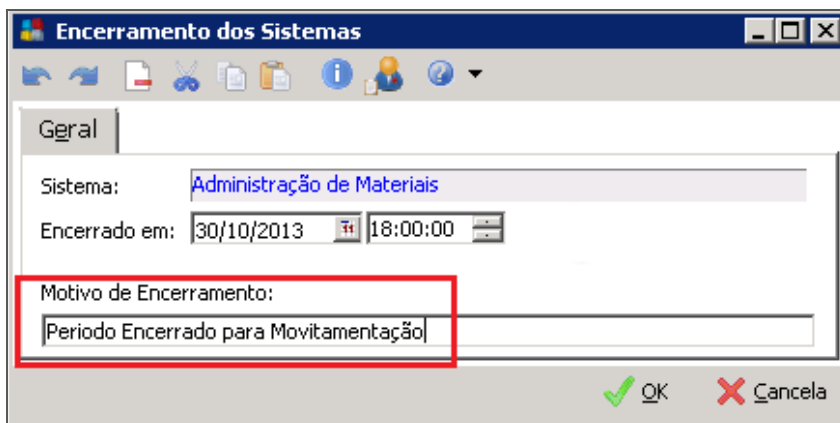 Encerramento dos Sistemas
Geral
Sistema: Administração de Materiais
Encerrado em: 30/10/2013 18:00:00
Motivo de Encerramento:
Periodo Encerrado para Movitamentação
OK Cancela